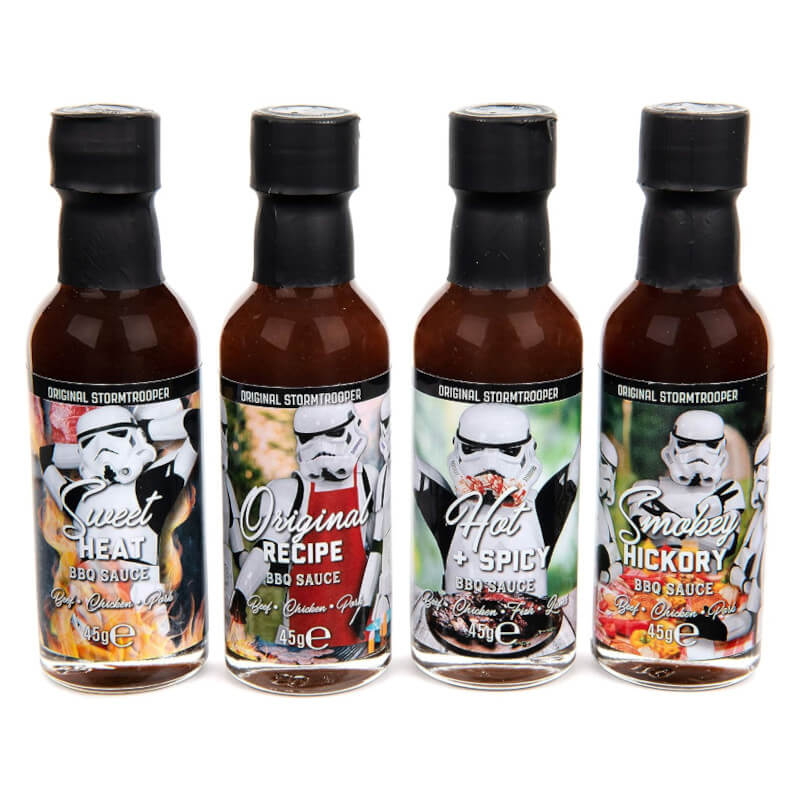 ORIGINAL STORMTROOPER
Sweet
HEAT
BBQ SAUCE
Beef • Chicken • Pork
45g℮
ORIGINAL STORMTROOPER
Original
RECIPE
BBQ SAUCE
Beef • Chicken • Pork
45g℮
ORIGINAL STORMTROOPER
Hot
+ SPICY
BBQ SAUCE
Beef • Chicken • Fish •
45g℮
ORIGINAL STORMTROOPER
Smokey
HICKORY
BBQ SAUCE
Beef • Chicken • Pork
45g℮